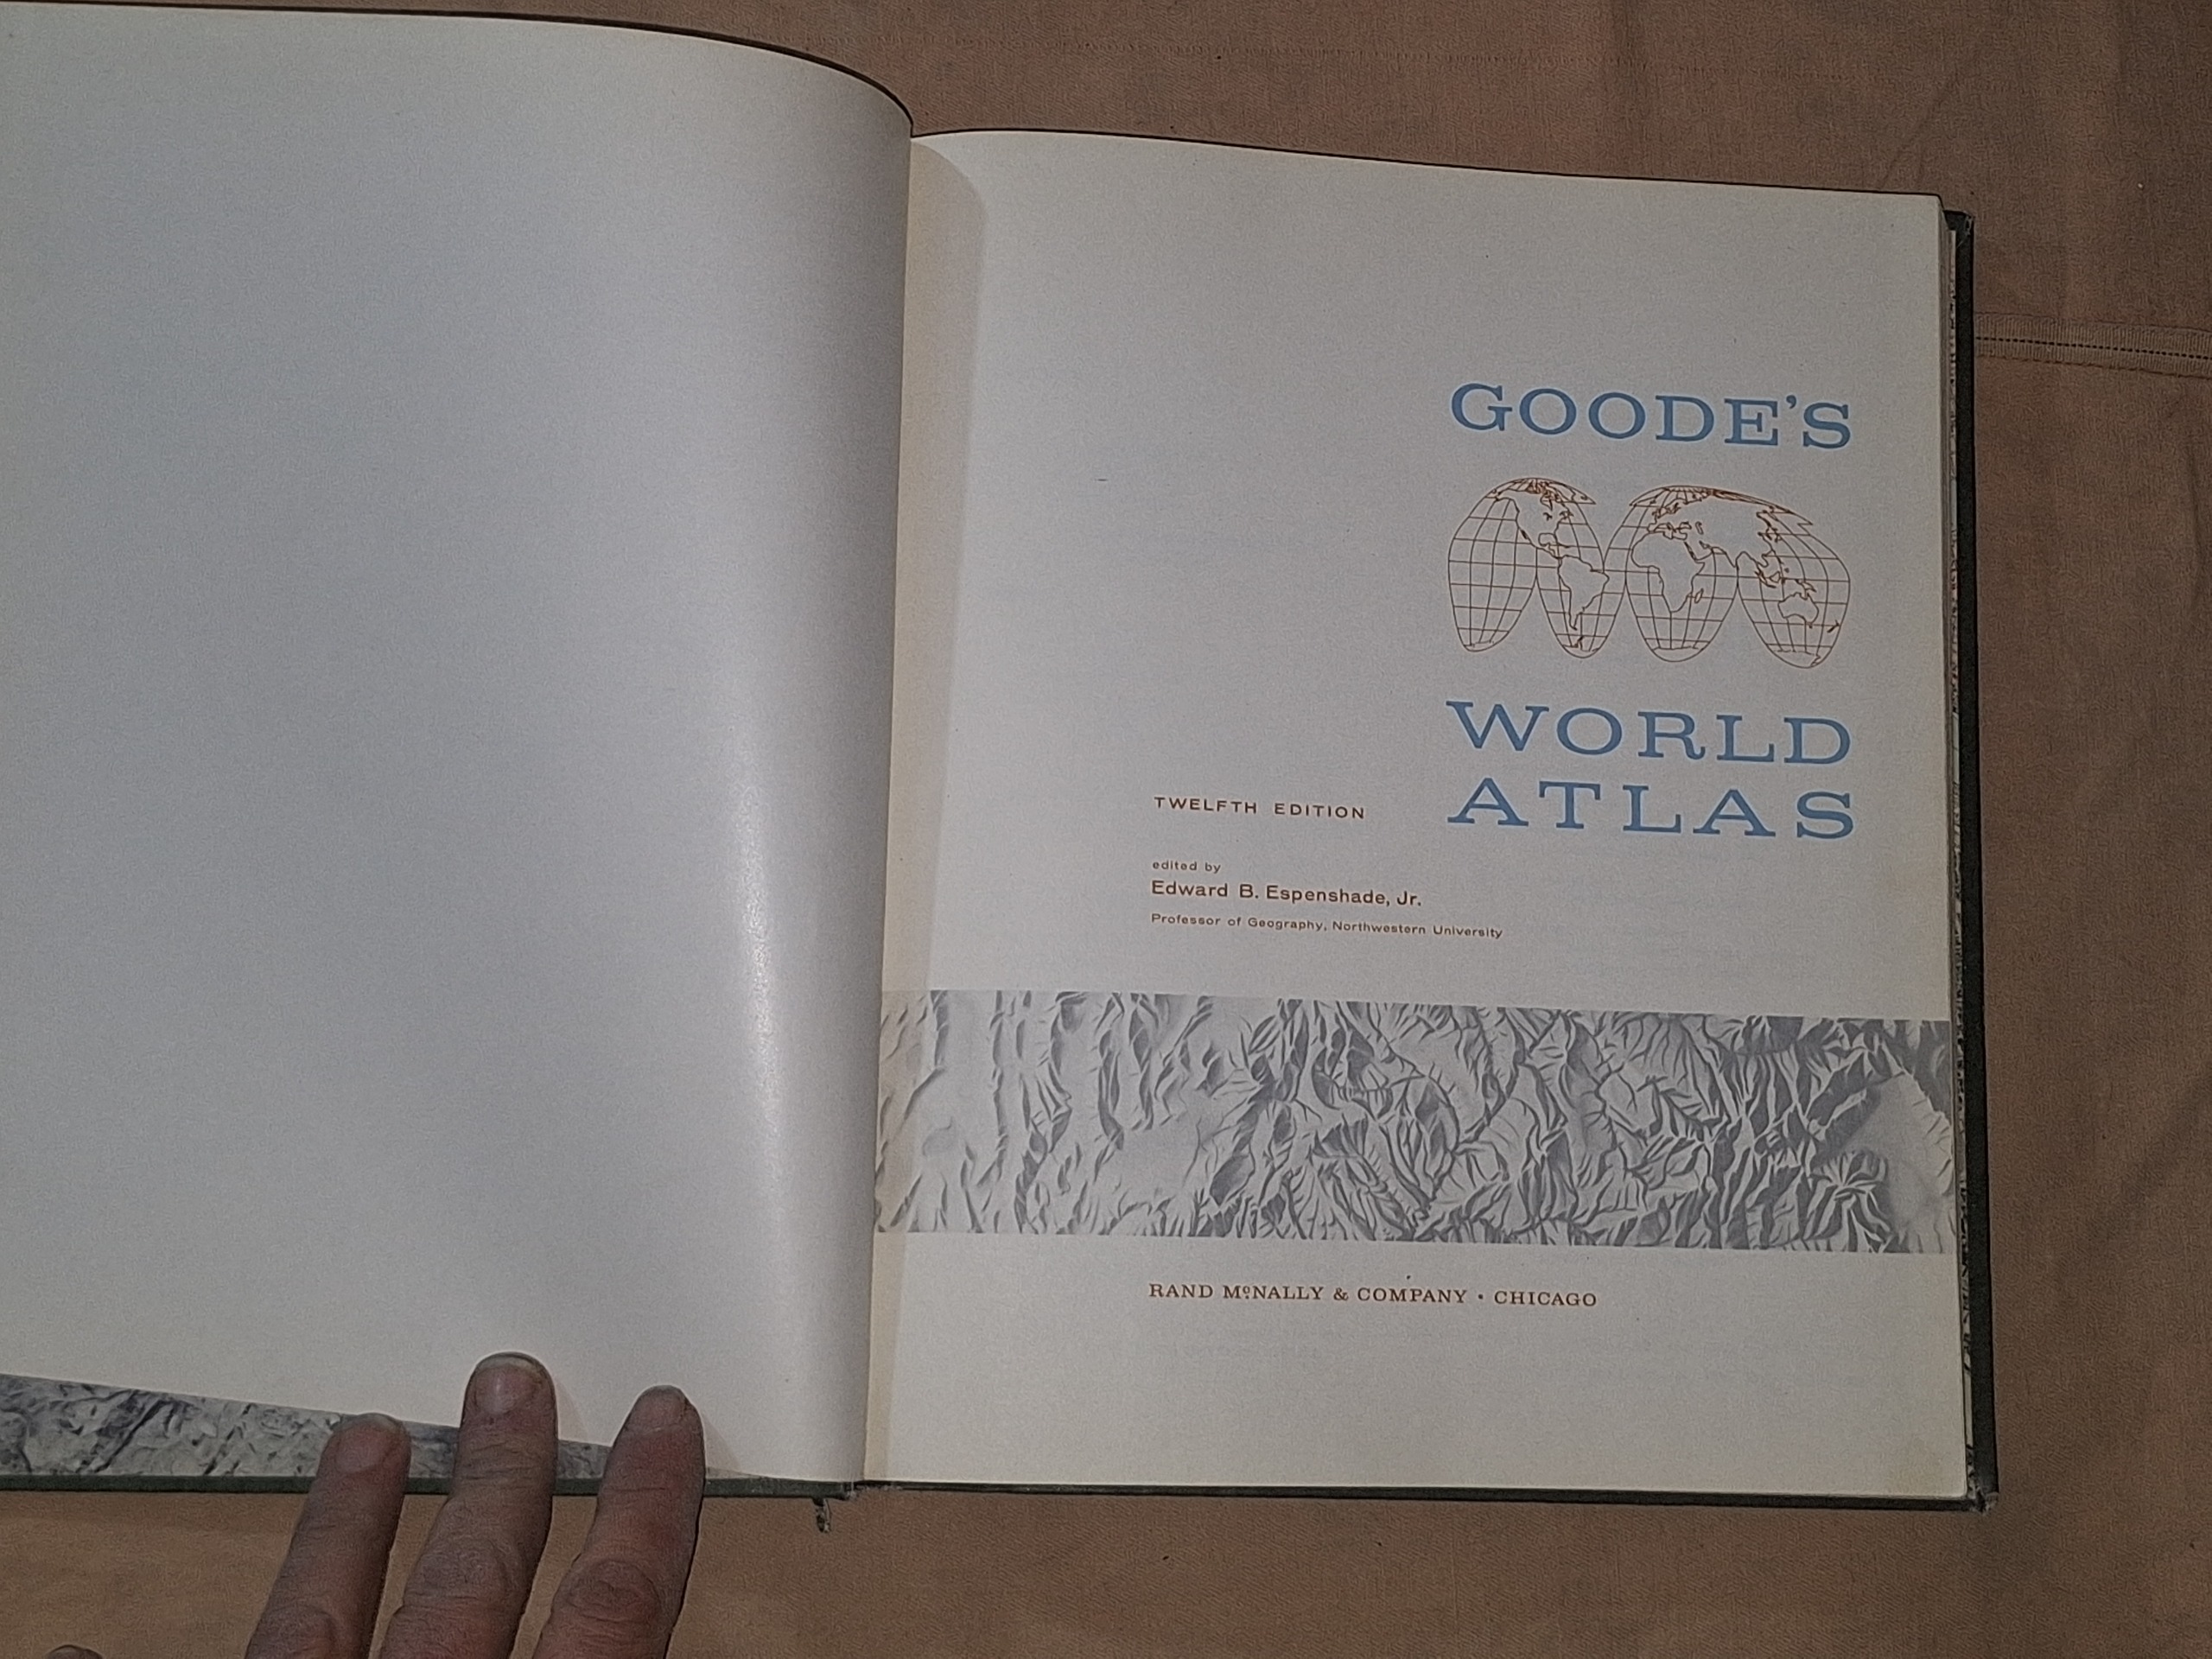 GOODE'S
WORLD
ATLAS
TWELFTH EDITION
edited by
Edward B. Espenshade, Jr.
Professor of Geography, Northwestern University
RAND McNALLY & COMPANY • CHICAGO